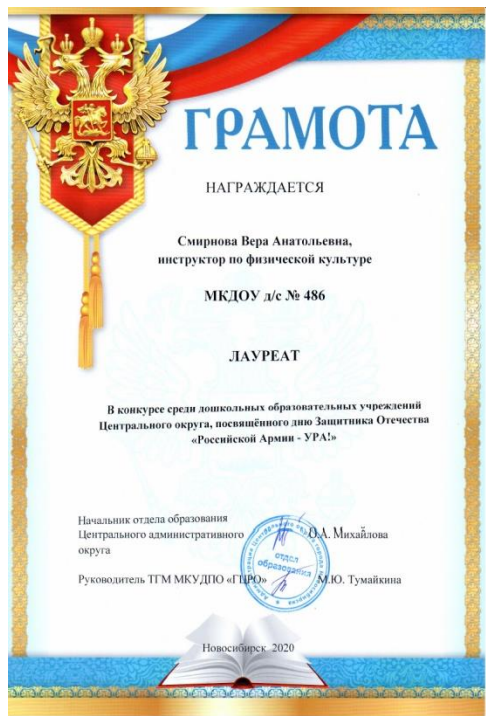 ГРАМОТА
НАГРАЖДАЕТСЯ
Смирнова Вера Анатольевна,
инструктор по физической культуре
МКДОУ д/с № 486
ЛАУРЕАТ
В конкурсе среди дошкольных образовательных учреждений
Центрального округа, посвящённого дню Защитника Отечества
«Российской Армии - УРА!»
Начальник отдела образования
Центрального административного О.А. Михайлова
округа
отдел
образования
Руководитель ТГМ МКУДПО «ГЦРО» М.Ю. Тумайкина
Новосибирск 2020